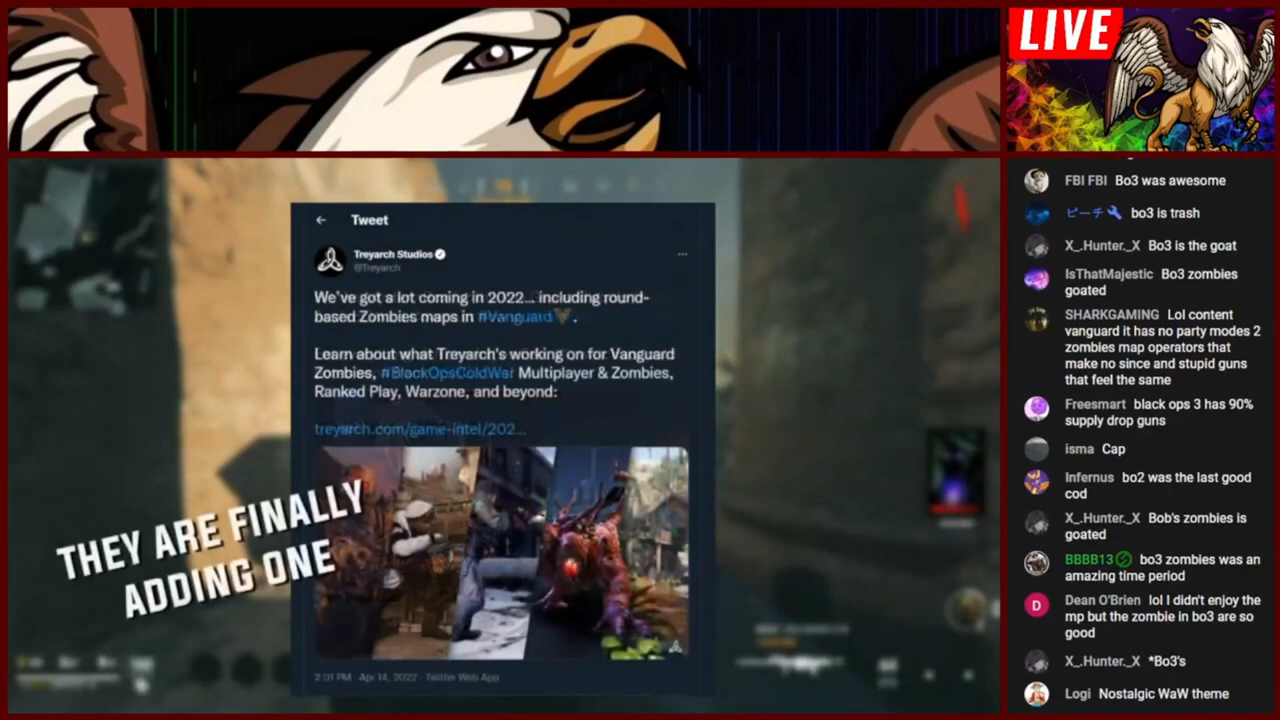 LIVE
Tweet
Treyarch Studios
@Treyarch
We've got a lot coming in 2022... including round-
based Zombies maps in #Vanguard.
Learn about what Treyarch's working on for Vanguard
Zombies, #BlackOpsColdWar Multiplayer & Zombies,
Ranked Play, Warzone, and beyond:
treyarch.com/game-intel/202...
2:01 PM · Apr 14, 2022 · Twitter Web App
THEY ARE FINALLY
ADDING ONE
FBI FBI Bo3 was awesome
ピーチ bo3 is trash
X_.Hunter._X Bo3 is the goat
IsThatMajestic Bo3 zombies
goated
SHARKGAMING Lol content
vanguard it has no party modes 2
zombies map operators that
make no since and stupid guns
that feel the same
Freesmart black ops 3 has 90%
supply drop guns
isma Cap
Infernus bo2 was the last good
cod
X_.Hunter._X Bob's zombies is
goated
BBBB13 bo3 zombies was an
amazing time period
D Dean O'Brien lol I didn't enjoy the
mp but the zombie in bo3 are so
good
X_.Hunter._X *Bo3's
Logi Nostalgic WaW theme